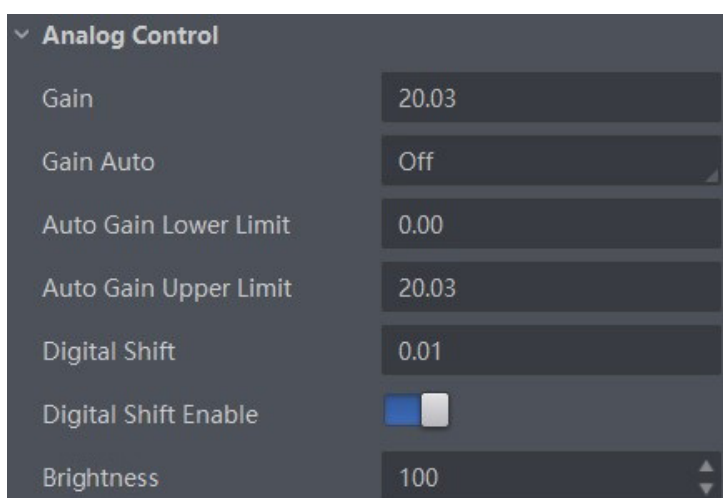 Analog Control
Gain 20.03
Gain Auto Off
Auto Gain Lower Limit 0.00
Auto Gain Upper Limit 20.03
Digital Shift 0.01
Digital Shift Enable
Brightness 100